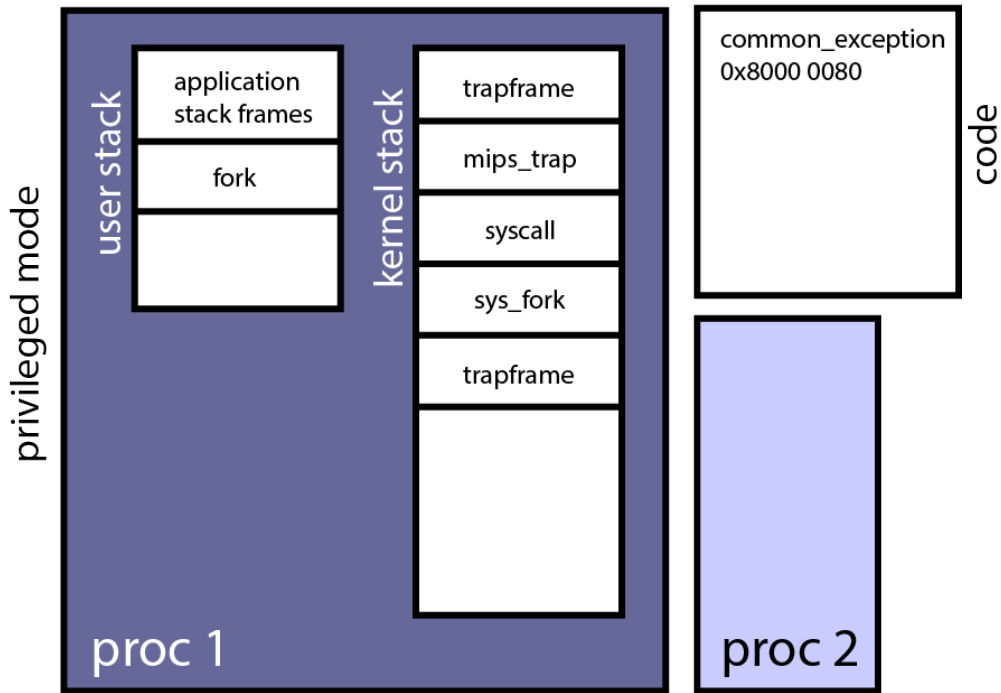 privileged mode
user stack
application
stack frames
fork
kernel stack
trapframe
mips_trap
syscall
sys_fork
trapframe
proc 1
common_exception
0x8000 0080
code
proc 2